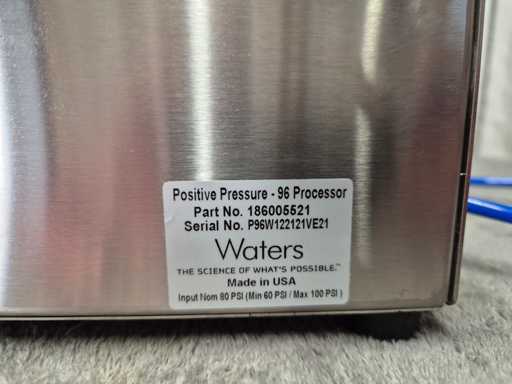 Positive Pressure - 96 Processor
Part No. 186005521
Serial No. P96W122121VE21
Waters
THE SCIENCE OF WHAT'S POSSIBLE.™
Made in USA
Input Nom 80 PSI (Min 60 PSI / Max 100 PSI )